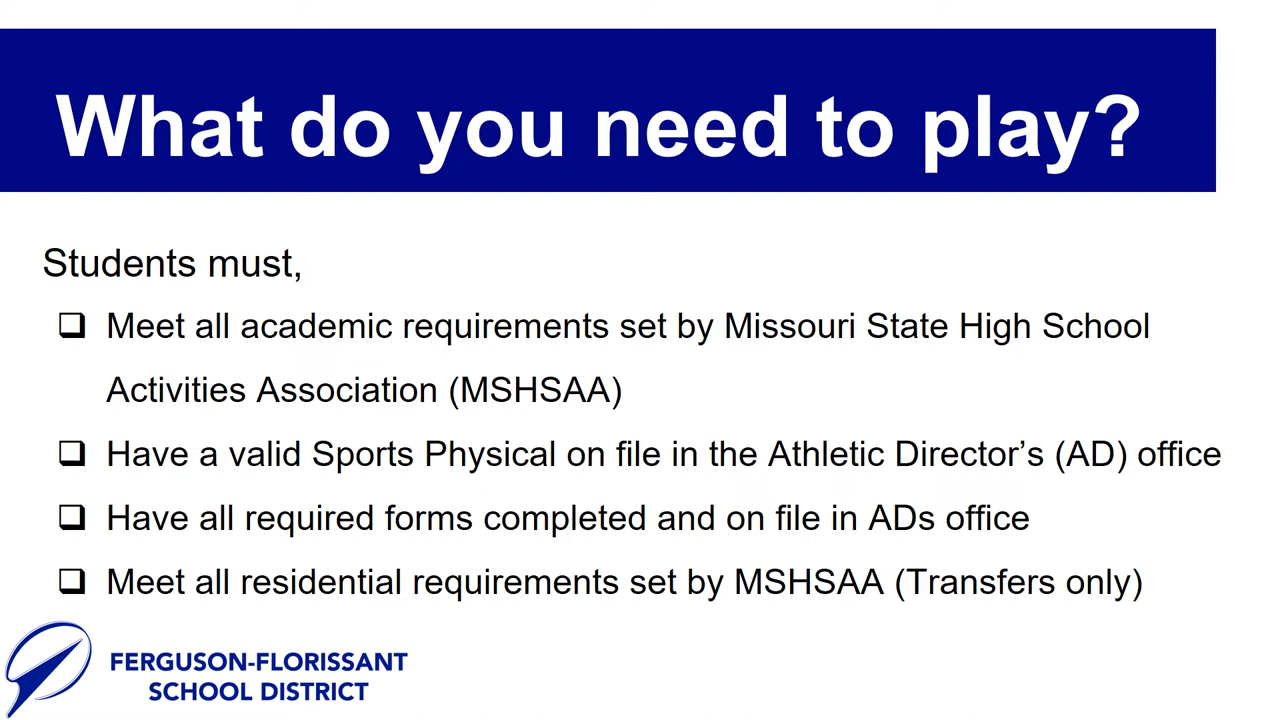 What do you need to play?
Students must,
❑ Meet all academic requirements set by Missouri State High School
Activities Association (MSHSAA)
❑ Have a valid Sports Physical on file in the Athletic Director’s (AD) office
❑ Have all required forms completed and on file in ADs office
❑ Meet all residential requirements set by MSHSAA (Transfers only)
FERGUSON-FLORISSANT
SCHOOL DISTRICT